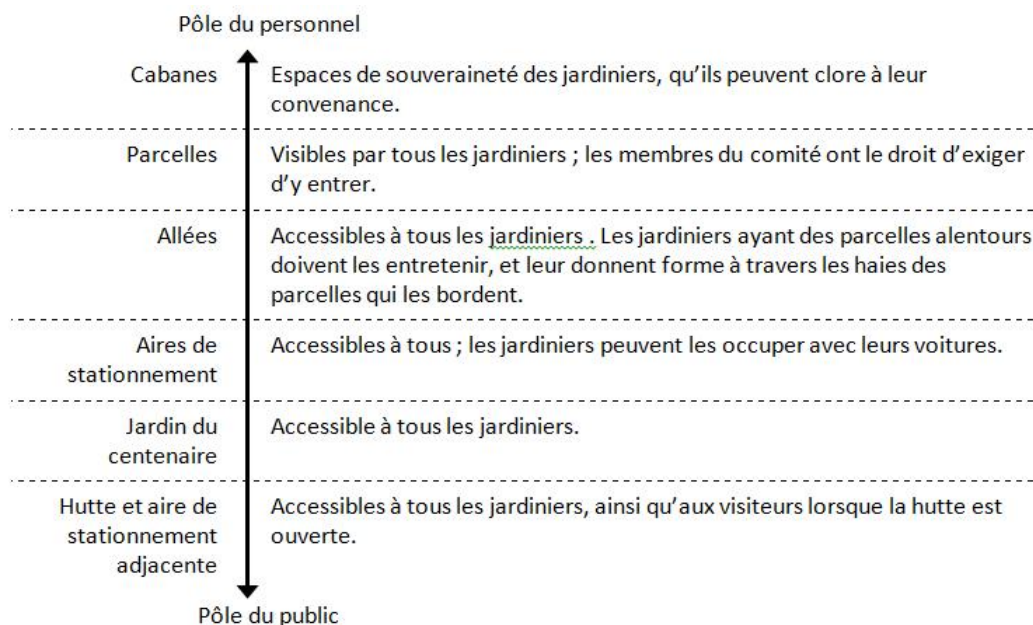 Pôle du personnel
Cabanes
Espaces de souveraineté des jardiniers, qu'ils peuvent clore à leur
convenance.
Parcelles
Visibles par tous les jardiniers ; les membres du comité ont le droit d'exiger
d'y entrer.
Allées
Accessibles à tous les jardiniers . Les jardiniers ayant des parcelles alentours
doivent les entretenir, et leur donnent forme à travers les haies des
parcelles qui les bordent.
Aires de
stationnement
Accessibles à tous ; les jardiniers peuvent les occuper avec leurs voitures.
Jardin du
centenaire
Accessible à tous les jardiniers.
Hutte et aire de
stationnement
adjacente
Accessibles à tous les jardiniers, ainsi qu'aux visiteurs lorsque la hutte est
ouverte.
Pôle du public